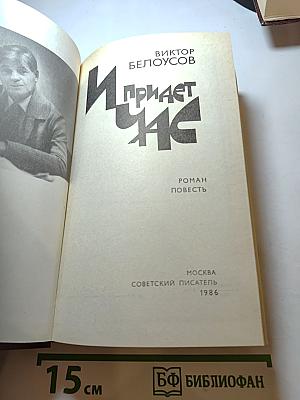 ВИКТОР
БЕЛОУСОВ
И ПРИДЕТ
ЧАС
РОМАН
ПОВЕСТЬ
МОСКВА
СОВЕТСКИЙ ПИСАТЕЛЬ
1986
15 см
БФ БИБЛИОФАН